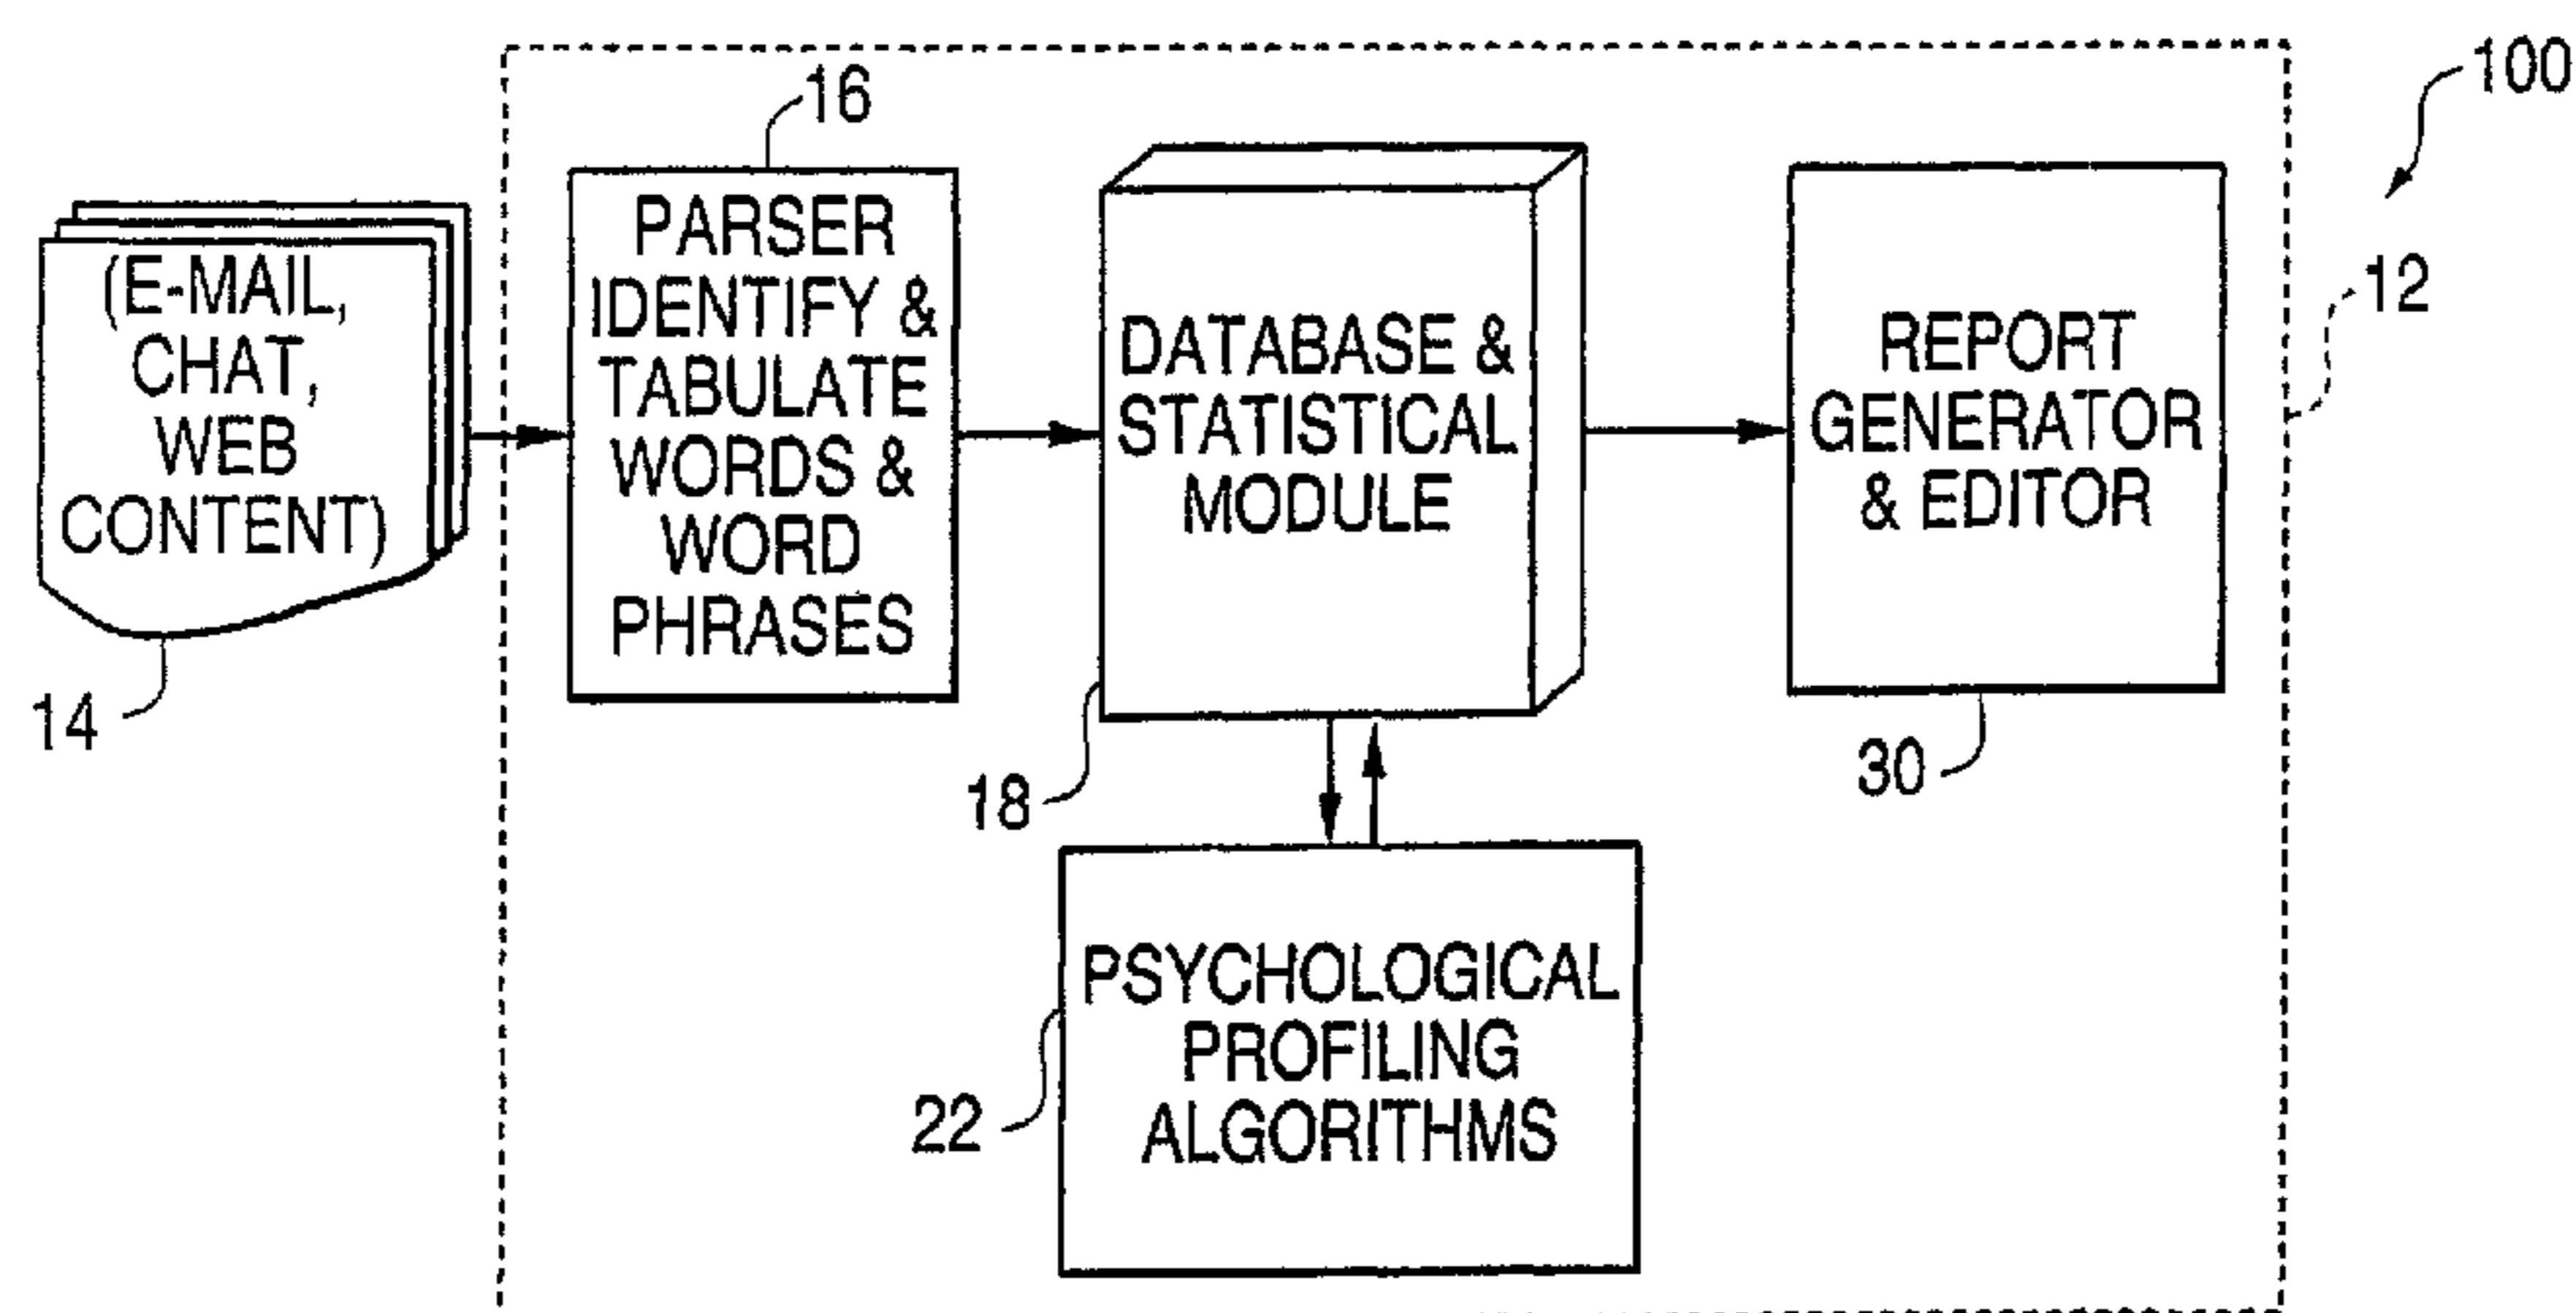 100
16
12
(E-MAIL,
CHAT,
WEB
CONTENT)
14
PARSER
IDENTIFY &
TABULATE
WORDS &
WORD
PHRASES
DATABASE &
STATISTICAL
MODULE
18
REPORT
GENERATOR
& EDITOR
30
PSYCHOLOGICAL
PROFILING
ALGORITHMS
22